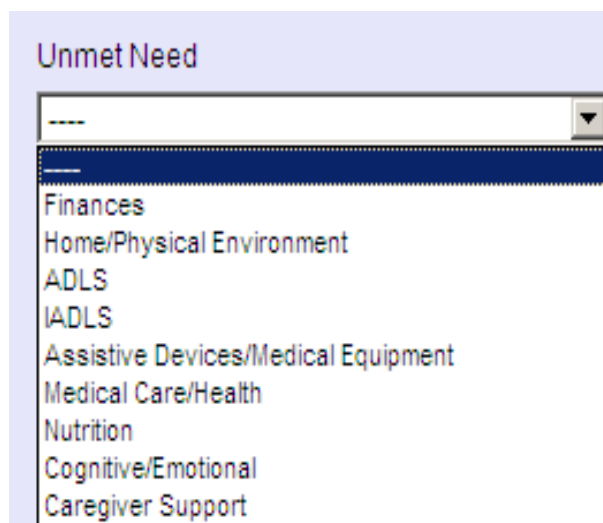 Unmet Need
----
----
Finances
Home/Physical Environment
ADLS
IADLS
Assistive Devices/Medical Equipment
Medical Care/Health
Nutrition
Cognitive/Emotional
Caregiver Support